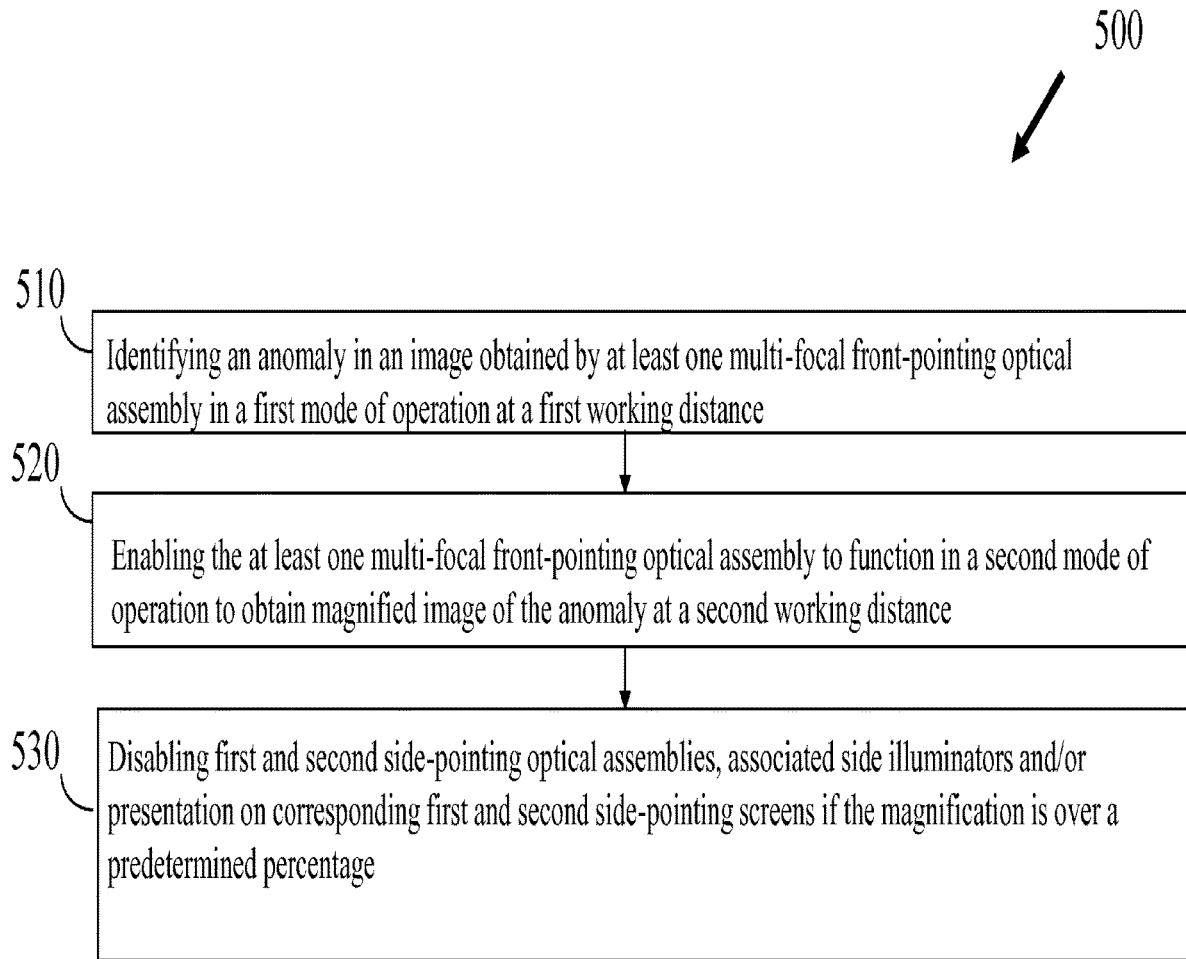 500
510
Identifying an anomaly in an image obtained by at least one multi-focal front-pointing optical
assembly in a first mode of operation at a first working distance
520
Enabling the at least one multi-focal front-pointing optical assembly to function in a second mode of
operation to obtain magnified image of the anomaly at a second working distance
530
Disabling first and second side-pointing optical assemblies, associated side illuminators and/or
presentation on corresponding first and second side-pointing screens if the magnification is over a
predetermined percentage